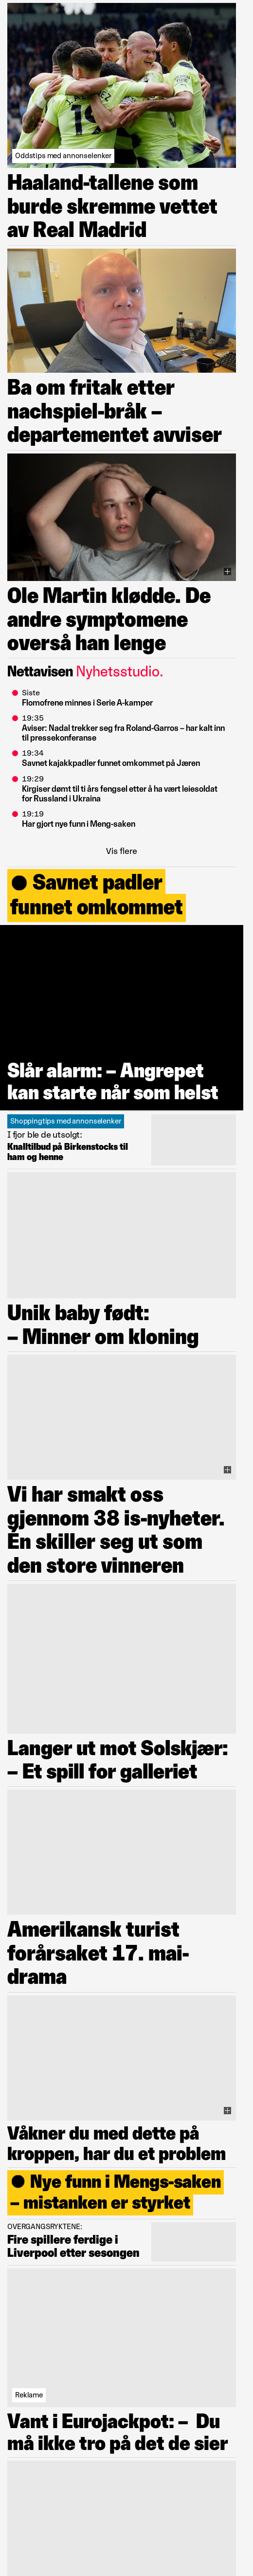 Oddstips med annonselenker
Haaland-tallene som
burde skremme vettet
av Real Madrid
Ba om fritak etter
nachspiel-bråk –
departementet avviser
Ole Martin klødde. De
andre symptomene
overså han lenge
Nettavisen Nyhetsstudio.
Siste
Flomofrene minnes i Serie A-kamper
19:35
Aviser: Nadal trekker seg fra Roland-Garros – har kalt inn
til pressekonferanse
19:34
Savnet kajakkpadler funnet omkommet på Jæren
19:29
Kirgiser dømt til ti års fengsel etter å ha vært leiesoldat
for Russland i Ukraina
19:19
Har gjort nye funn i Meng-saken
Vis flere
Savnet padler
funnet omkommet
Slår alarm: – Angrepet
kan starte når som helst
Shoppingtips med annonselenker
I fjor ble de utsolgt:
Knalltilbud på Birkenstocks til
ham og henne
Unik baby født:
– Minner om kloning
Vi har smakt oss
gjennom 38 is-nyheter.
Én skiller seg ut som
den store vinneren
Langer ut mot Solskjær:
– Et spill for galleriet
Amerikansk turist
forårsaket 17. mai-
drama
Våkner du med dette på
kroppen, har du et problem
Nye funn i Mengs-saken
– mistanken er styrket
OVERGANGSRYKTENE:
Fire spillere ferdige i
Liverpool etter sesongen
Reklame
Vant i Eurojackpot: – Du
må ikke tro på det de sier